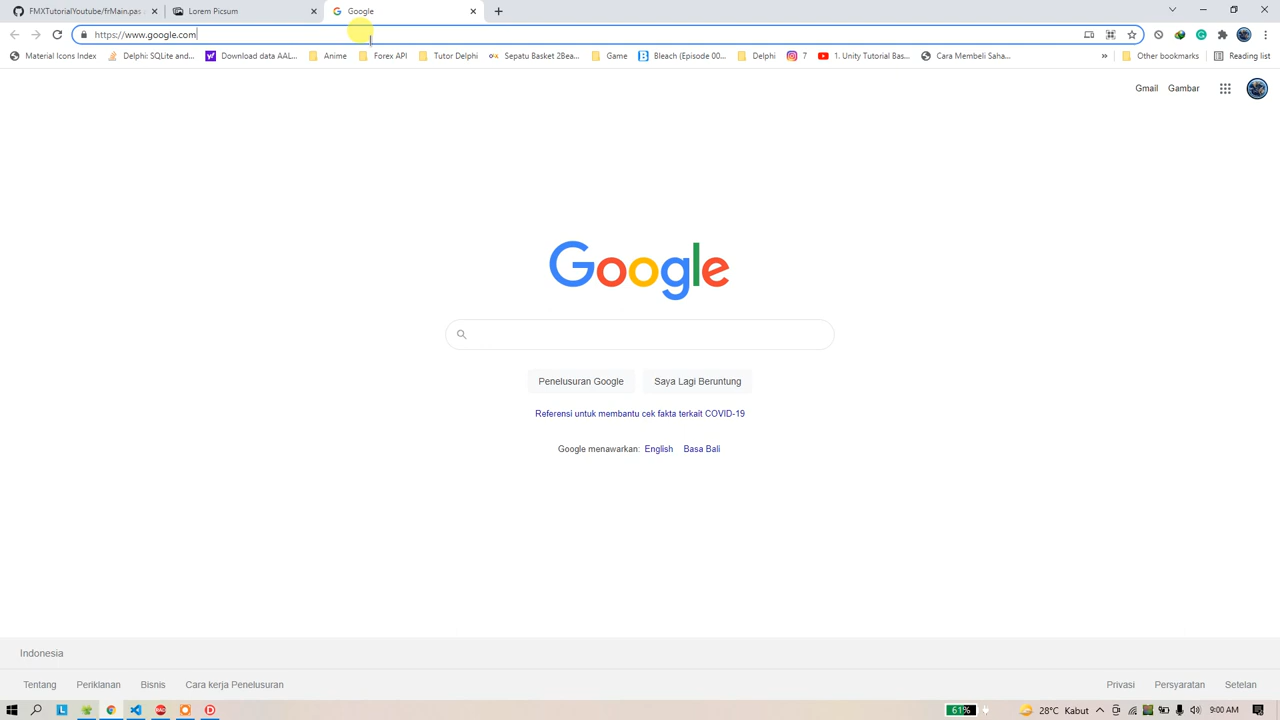 FMXTutorialYoutube/frMain.pas
Lorem Picsum
Google
https://www.google.com
Material Icons Index
Delphi: SQLite and...
Download data AAL...
Anime
Forex API
Tutor Delphi
Sepatu Basket 2Bea...
Game
Bleach (Episode 00...
Delphi
7
1. Unity Tutorial Bas...
Cara Membeli Saha...
»
Other bookmarks
Reading list
Gmail
Gambar
Google
Penelusuran Google
Saya Lagi Beruntung
Referensi untuk membantu cek fakta terkait COVID-19
Google menawarkan: English Basa Bali
Indonesia
Tentang
Periklanan
Bisnis
Cara kerja Penelusuran
Privasi
Persyaratan
Setelan
61%
28°C Kabut
9:00 AM